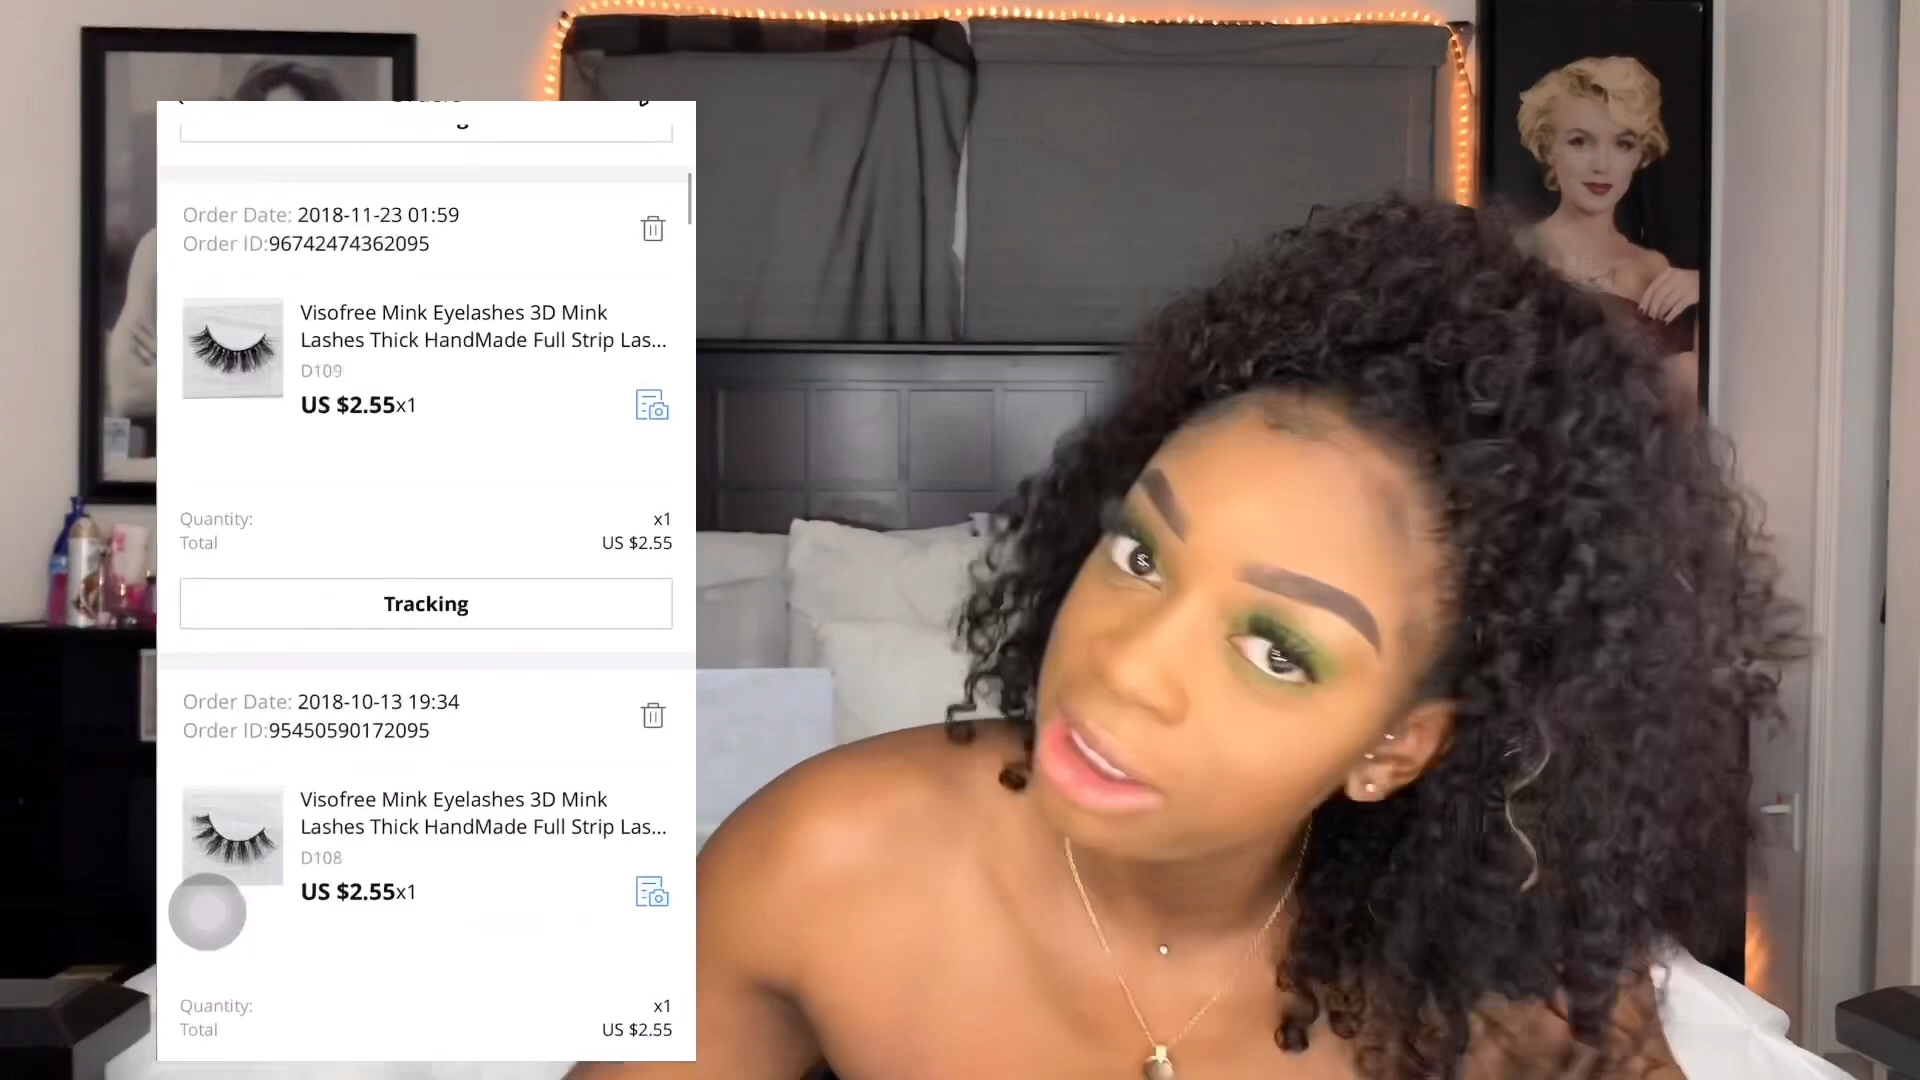 Order Date: 2018-11-23 01:59
Order ID:96742474362095
Visofree Mink Eyelashes 3D Mink
Lashes Thick HandMade Full Strip Las...
D109
US $2.55x1
Quantity: x1
Total US $2.55
Tracking
Order Date: 2018-10-13 19:34
Order ID:95450590172095
Visofree Mink Eyelashes 3D Mink
Lashes Thick HandMade Full Strip Las...
D108
US $2.55x1
Quantity: x1
Total US $2.55